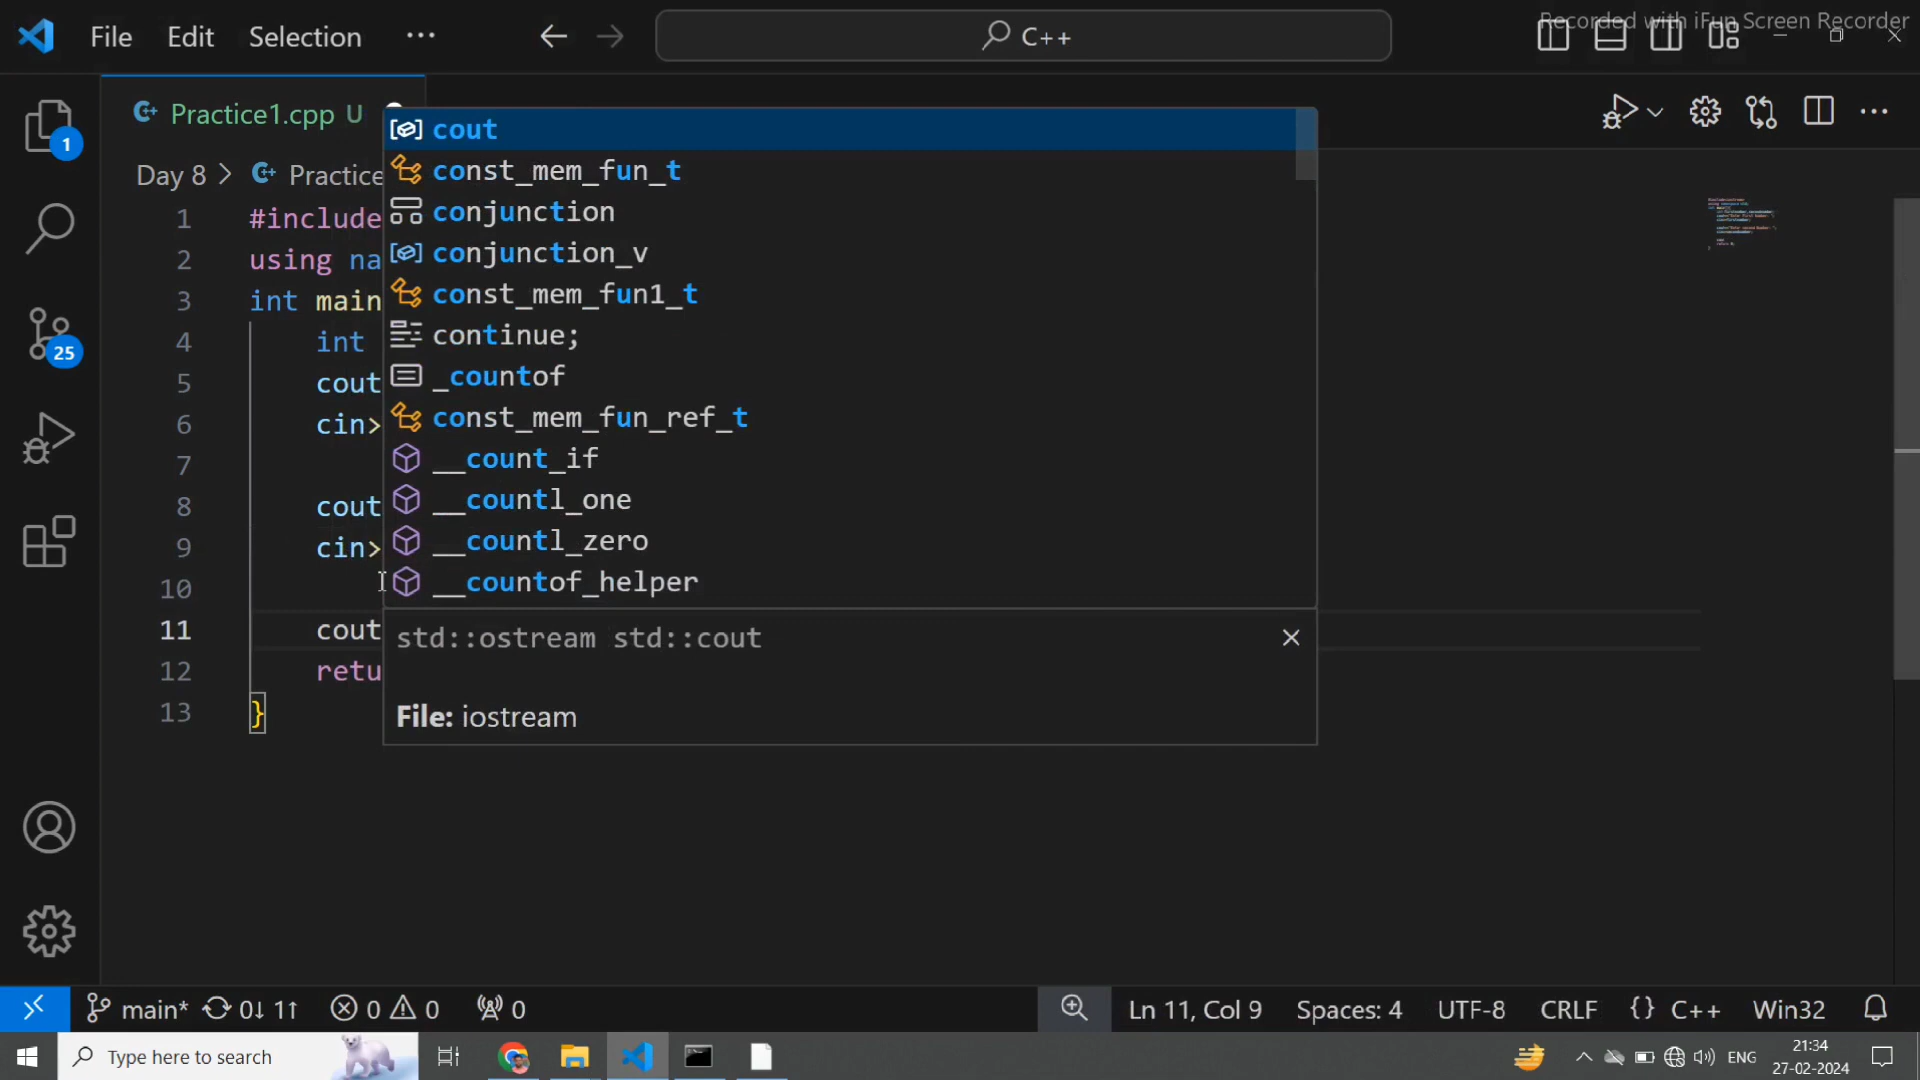 File Edit Selection ··· C++ Recorded with iFun Screen Recorder
Practice1.cpp U
Day 8 > Practice
1 #include
2 using na
3 int main
4 int
5 cout
6 cin>
7
8 cout
9 cin>
10
11 cout
12 retu
13 }
cout
const_mem_fun_t
conjunction
conjunction_v
const_mem_fun1_t
continue;
_countof
const_mem_fun_ref_t
__count_if
__countl_one
__countl_zero
__countof_helper
std::ostream std::cout
File: iostream
1
25
main* 0↓ 1↑ 0 0 0 Ln 11, Col 9 Spaces: 4 UTF-8 CRLF {} C++ Win32
Type here to search ENG 21:34
27-02-2024